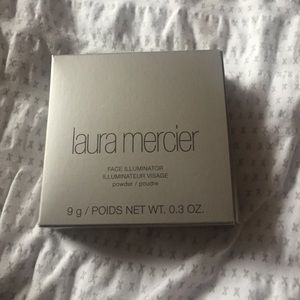 laura mercier
FACE ILLUMINATOR
ILLUMINATEUR VISAGE
powder / poudre
9 g / POIDS NET WT. 0.3 OZ.